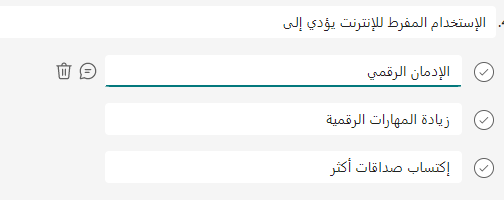 الإستخدام المفرط للإنترنت يؤدي إلى
الإدمان الرقمي
زيادة المهارات الرقمية
إكتساب صداقات أكثر